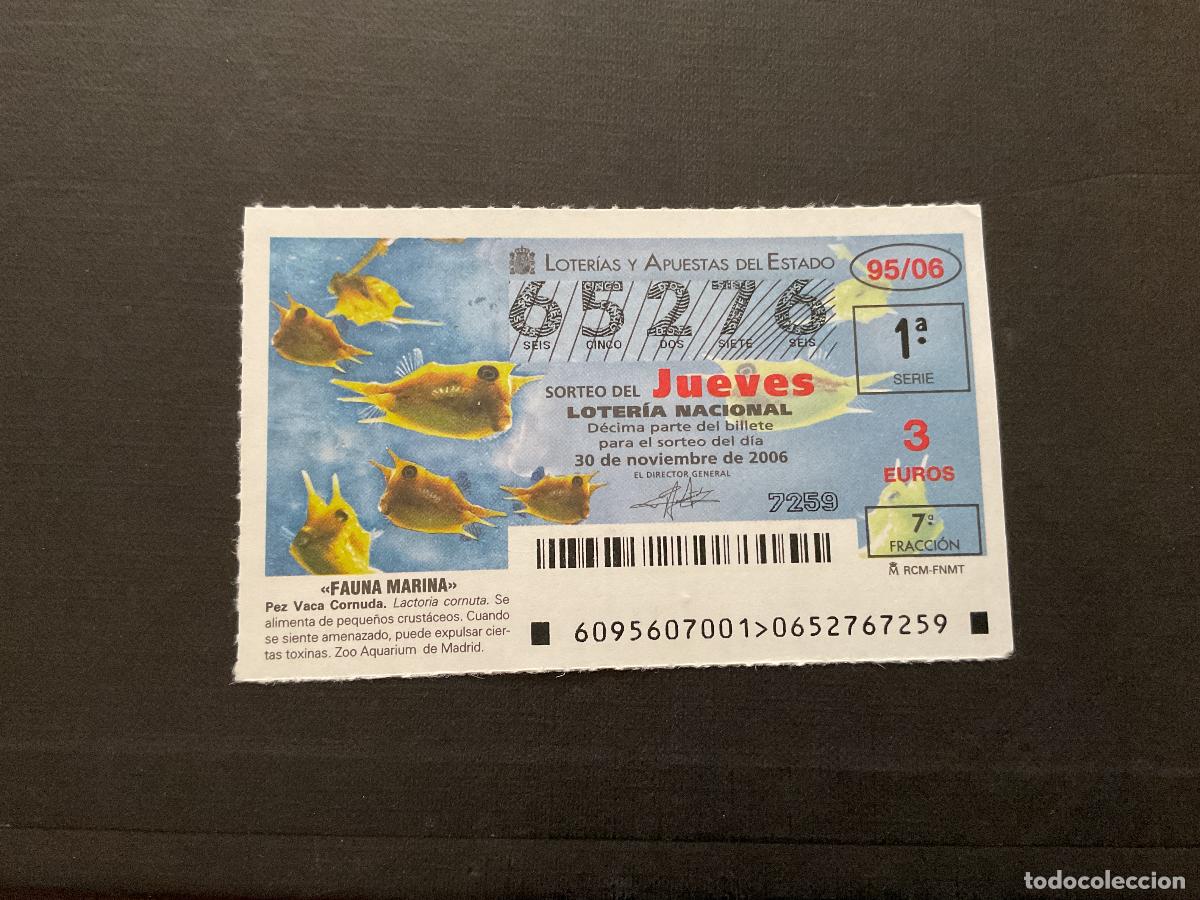 LOTERÍAS Y APUESTAS DEL ESTADO
95/06
65276
SEIS CINCO DOS SIETE SEIS
1ª
SERIE
SORTEO DEL Jueves
LOTERÍA NACIONAL
Décima parte del billete
para el sorteo del día
30 de noviembre de 2006
EL DIRECTOR GENERAL
7259
3
EUROS
7ª
FRACCIÓN
RCM-FNMT
«FAUNA MARINA»
Pez Vaca Cornuda. Lactoria cornuta. Se
alimenta de pequeños crustáceos. Cuando
se siente amenazado, puede expulsar cier-
tas toxinas. Zoo Aquarium de Madrid.
6095607001>0652767259
todocoleccion